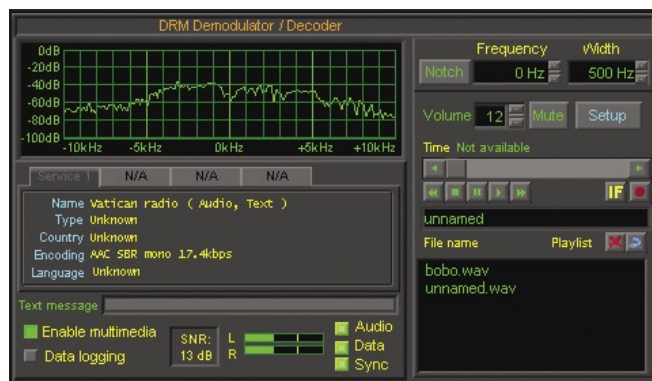 DRM Demodulator / Decoder
0dB
-20dB
-40dB
-60dB
-80dB
-100dB
-10kHz -5kHz 0kHz +5kHz +10kHz
Frequency Width
Notch 0 Hz 500 Hz
Volume 12 Mute Setup
Time Not available
IF
unnamed
File name Playlist
bobo.wav
unnamed.wav
Service 1 N/A N/A N/A
Name Vatican radio ( Audio, Text )
Type Unknown
Country Unknown
Encoding AAC SBR mono 17.4kbps
Language Unknown
Text message
Enable multimedia
Data logging
SNR:
13 dB
L
R
Audio
Data
Sync